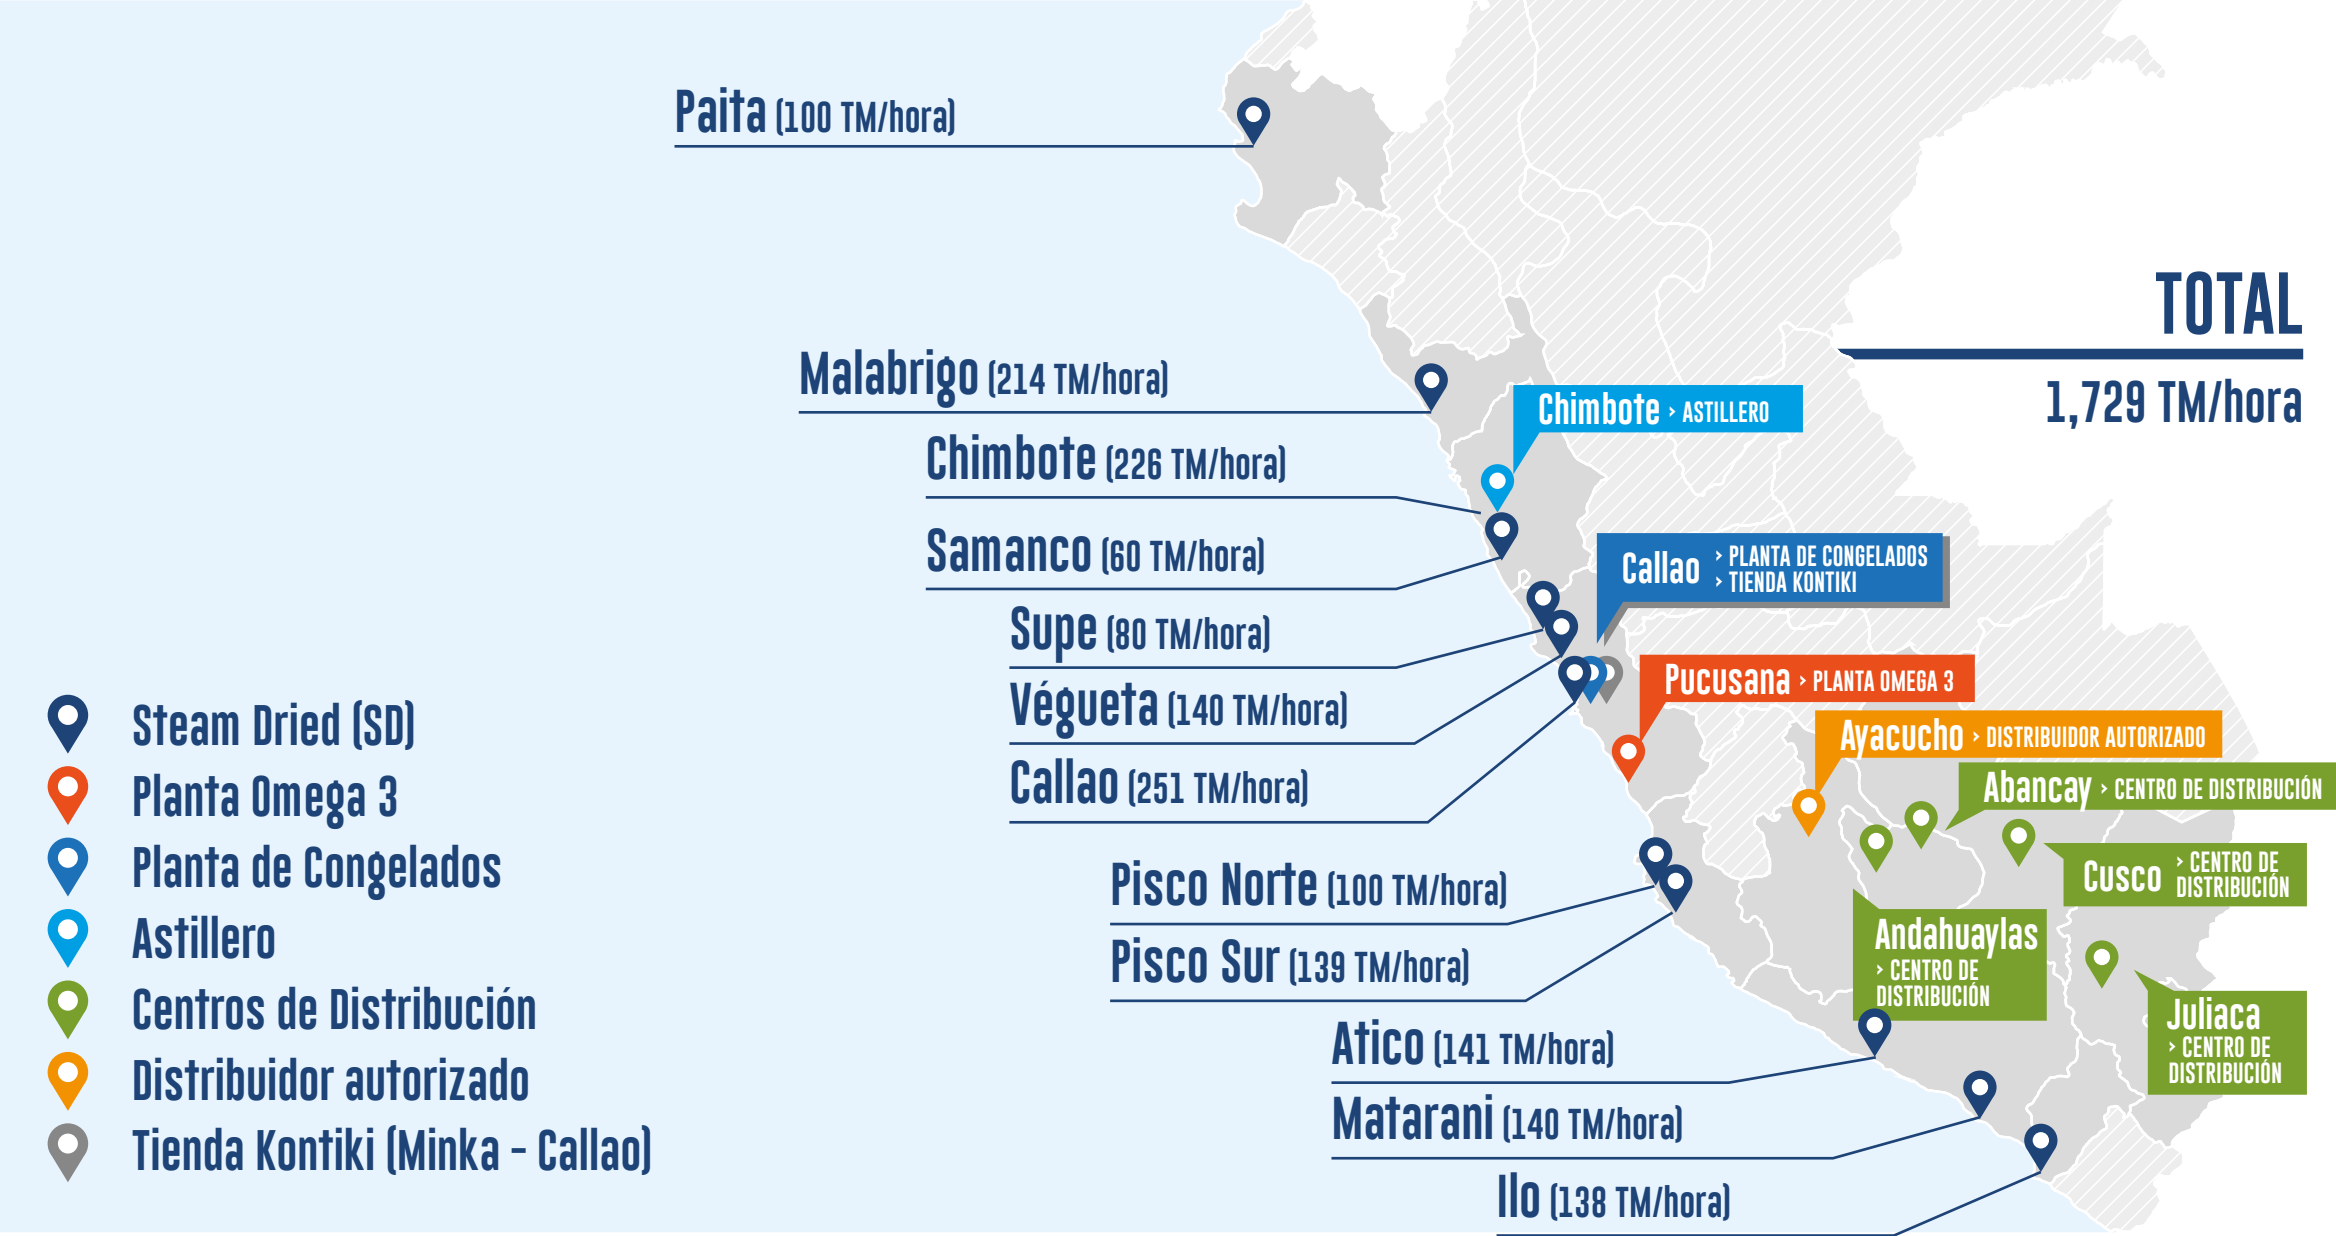 Paita (100 TM/hora)
TOTAL
1,729 TM/hora
Malabrigo (214 TM/hora)
Chimbote > ASTILLERO
Chimbote (226 TM/hora)
Samanco (60 TM/hora)
Callao > PLANTA DE CONGELADOS
> TIENDA KONTIKI
Supe (80 TM/hora)
Végueta (140 TM/hora)
Pucusana > PLANTA OMEGA 3
Ayacucho > DISTRIBUIDOR AUTORIZADO
Callao (251 TM/hora)
Abancay > CENTRO DE DISTRIBUCIÓN
Cusco > CENTRO DE
DISTRIBUCIÓN
Pisco Norte (100 TM/hora)
Andahuaylas
> CENTRO DE
DISTRIBUCIÓN
Pisco Sur (139 TM/hora)
Juliaca
> CENTRO DE
DISTRIBUCIÓN
Atico (141 TM/hora)
Matarani (140 TM/hora)
Ilo (138 TM/hora)
Steam Dried (SD)
Planta Omega 3
Planta de Congelados
Astillero
Centros de Distribución
Distribuidor autorizado
Tienda Kontiki (Minka - Callao)